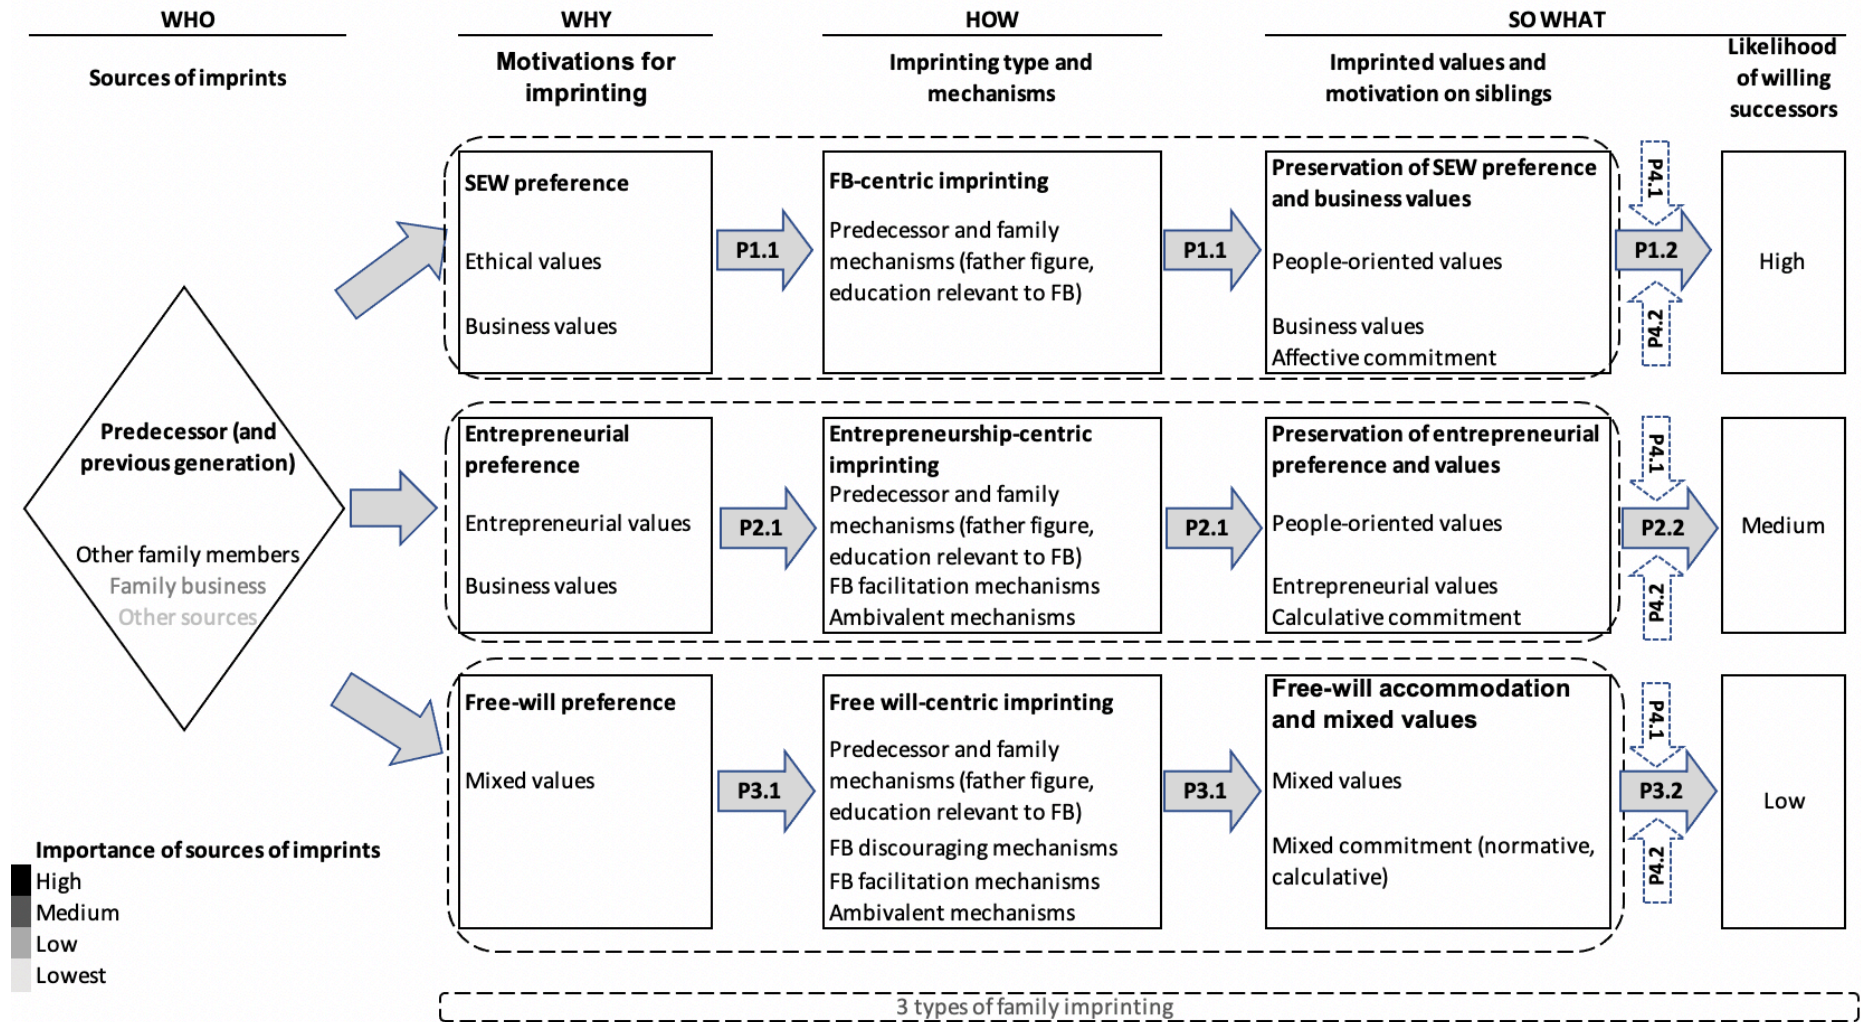 WHO
Sources of imprints
Predecessor (and
previous generation)
Other family members
Family business
Other sources
Importance of sources of imprints
High
Medium
Low
Lowest
WHY
Motivations for
imprinting
HOW
Imprinting type and
mechanisms
SO WHAT
Imprinted values and
motivation on siblings
Likelihood
of willing
successors
SEW preference
Ethical values
Business values
P1.1
FB-centric imprinting
Predecessor and family
mechanisms (father figure,
education relevant to FB)
P1.1
Preservation of SEW preference
and business values
People-oriented values
Business values
Affective commitment
P4.1
P1.2
P4.2
High
Entrepreneurial
preference
Entrepreneurial values
Business values
P2.1
Entrepreneurship-centric
imprinting
Predecessor and family
mechanisms (father figure,
education relevant to FB)
FB facilitation mechanisms
Ambivalent mechanisms
P2.1
Preservation of entrepreneurial
preference and values
People-oriented values
Entrepreneurial values
Calculative commitment
P4.1
P2.2
P4.2
Medium
Free-will preference
Mixed values
P3.1
Free will-centric imprinting
Predecessor and family
mechanisms (father figure,
education relevant to FB)
FB discouraging mechanisms
FB facilitation mechanisms
Ambivalent mechanisms
P3.1
Free-will accommodation
and mixed values
Mixed values
Mixed commitment (normative,
calculative)
P4.1
P3.2
P4.2
Low
3 types of family imprinting